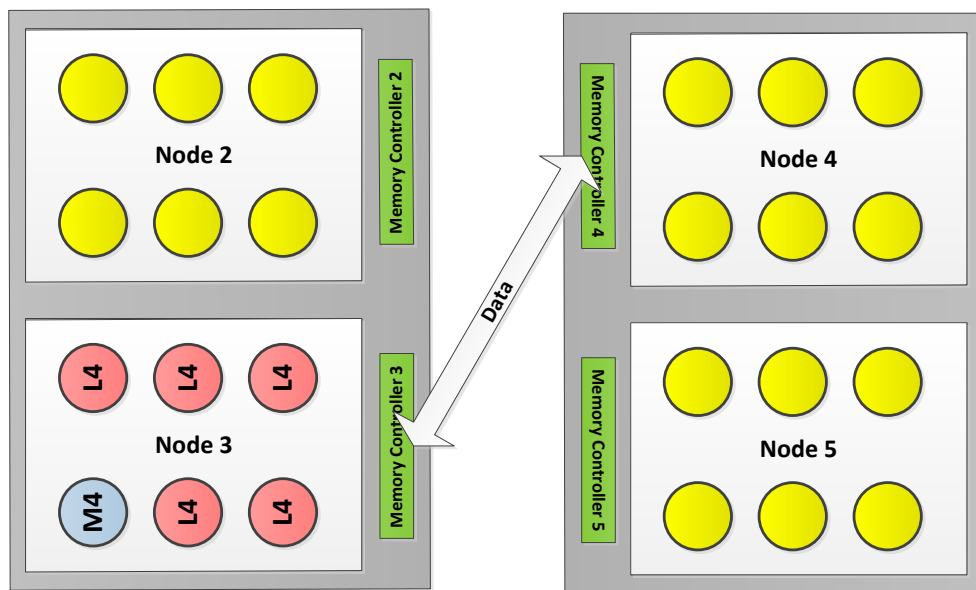 Node 2
Memory Controller 2
L4
L4
L4
Node 3
M4
L4
L4
Memory Controller 3
Data
Memory Controller 4
Node 4
Memory Controller 5
Node 5